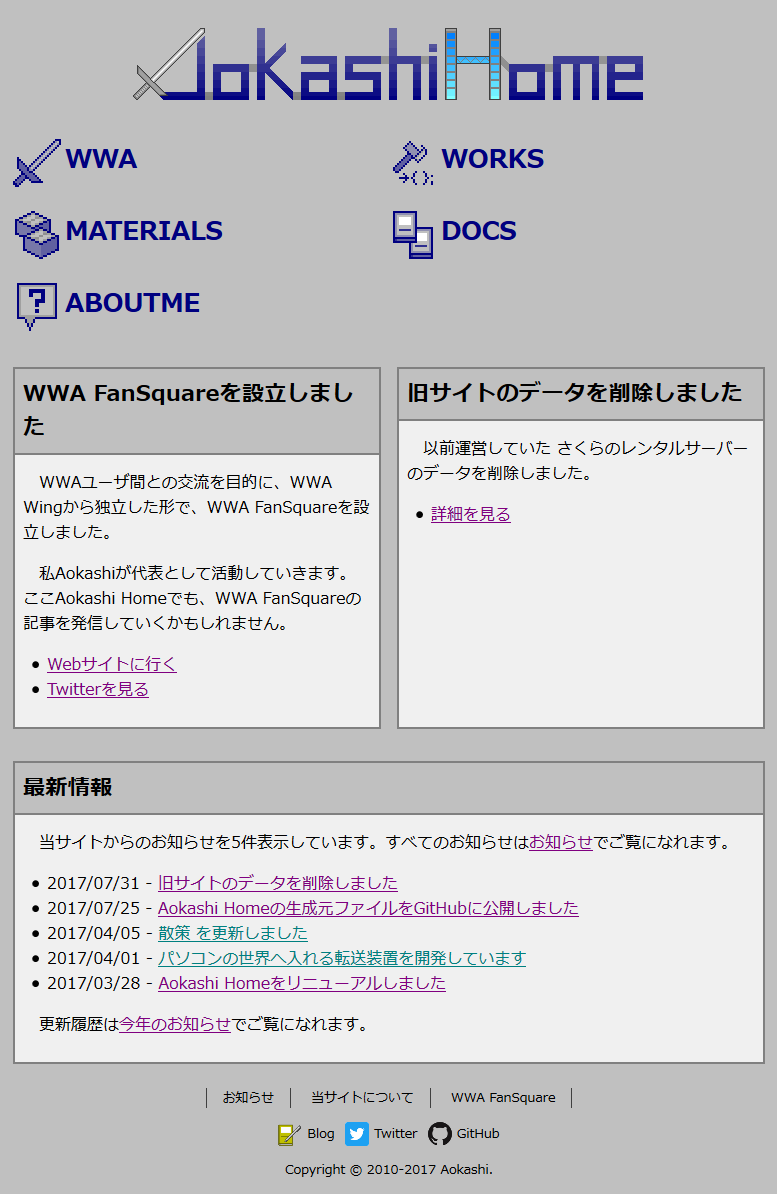 AokashiHome
WWA
WORKS
MATERIALS
DOCS
ABOUTME
WWA FanSquareを設立しまし
た
WWAユーザ間との交流を目的に、WWA
Wingから独立した形で、WWA FanSquareを設
立しました。
私Aokashiが代表として活動していきます。
ここAokashi Homeでも、WWA FanSquareの
記事を発信していくかもしれません。
Webサイトに行く
Twitterを見る
旧サイトのデータを削除しました
以前運営していた さくらのレンタルサーバー
のデータを削除しました。
詳細を見る
最新情報
当サイトからのお知らせを5件表示しています。すべてのお知らせはお知らせでご覧になれます。
2017/07/31 - 旧サイトのデータを削除しました
2017/07/25 - Aokashi Homeの生成元ファイルをGitHubに公開しました
2017/04/05 - 散策 を更新しました
2017/04/01 - パソコンの世界へ入れる転送装置を開発しています
2017/03/28 - Aokashi Homeをリニューアルしました
更新履歴は今年のお知らせでご覧になれます。
お知らせ 当サイトについて WWA FanSquare
Blog Twitter GitHub
Copyright © 2010-2017 Aokashi.